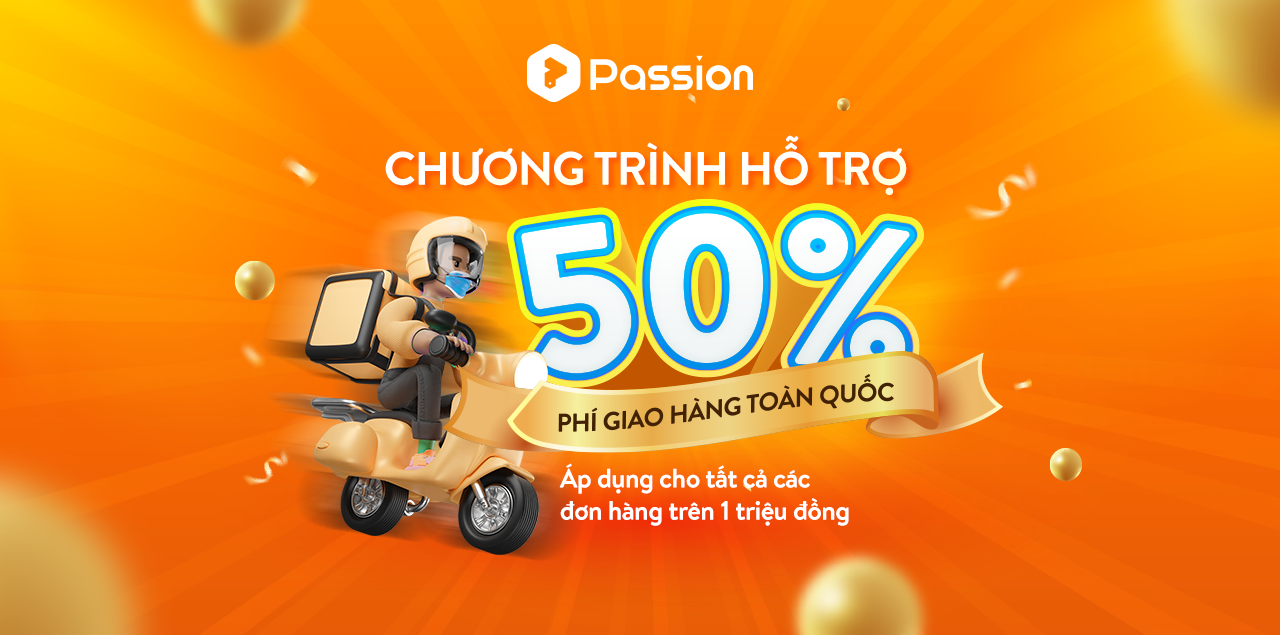 Passion
CHƯƠNG TRÌNH HỖ TRỢ
50%
PHÍ GIAO HÀNG TOÀN QUỐC
Áp dụng cho tất cả các
đơn hàng trên 1 triệu đồng